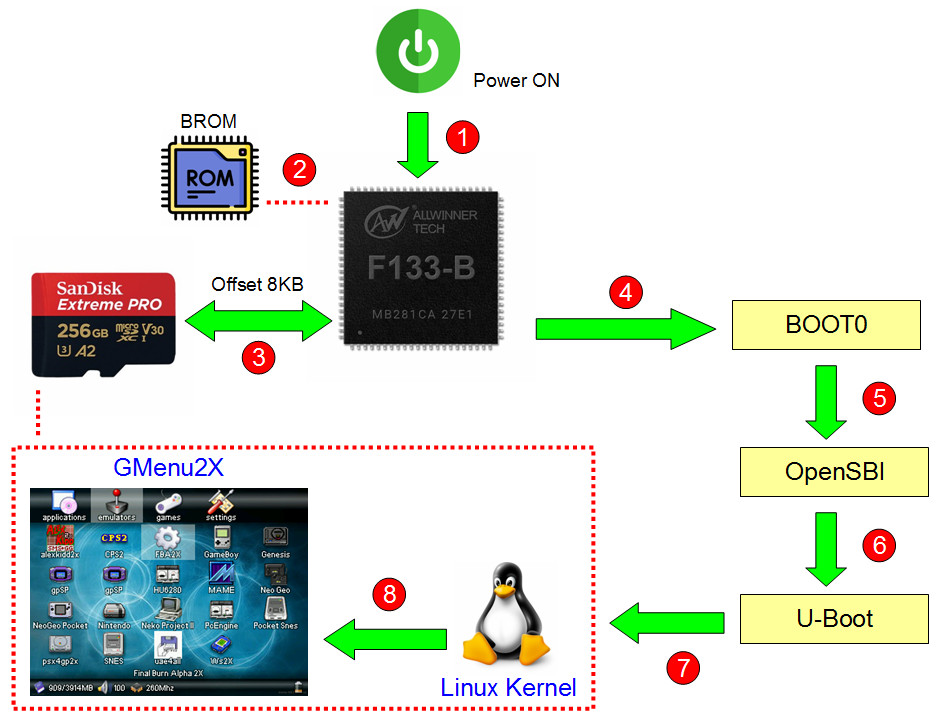 Power ON
1
BROM
ROM
2
ALLWINNER
TECH
F133-B
MB281CA 27E1
SanDisk
Extreme PRO
256GB microSD XC I V30
U3 A2
Offset 8KB
3
4
BOOT0
5
OpenSBI
6
U-Boot
7
GMenu2X
applications emulators games settings
alexkidd2x CPS2 FBA2X GameBoy Genesis
gpSP gpSP HU6280 MAME Neo Geo
NeoGeo Pocket Nintendo Neko Project II PcEngine Pocket Snes
psx4gp2x SNES uae4all Ws2X
Final Burn Alpha 2X
909/3914MB 100 260Mhz
8
Linux Kernel